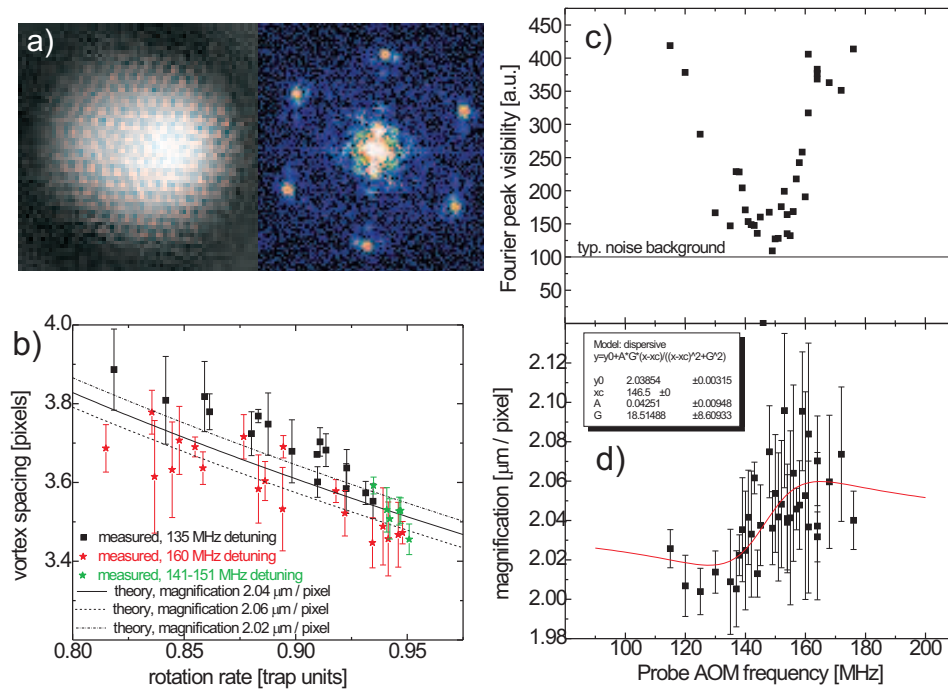 a)
c)
450
400
350
300
250
200
150
100
50
Fourier peak visibility [a.u.]
typ. noise background
b)
4.0
3.8
3.6
3.4
vortex spacing [pixels]
measured, 135 MHz detuning
measured, 160 MHz detuning
measured, 141-151 MHz detuning
theory, magnification 2.04 μm / pixel
theory, magnification 2.06 μm / pixel
theory, magnification 2.02 μm / pixel
0.80 0.85 0.90 0.95
rotation rate [trap units]
Model: dispersive
y=y0+A*G*(x-xc)/((x-xc)^2+G^2)
y0 2.03854 ±0.00315
xc 146.5 ±0
A 0.04251 ±0.00948
G 18.51488 ±8.60933
d)
2.12
2.10
2.08
2.06
2.04
2.02
2.00
1.98
magnification [μm / pixel]
80 100 120 140 160 180 200
Probe AOM frequency [MHz]